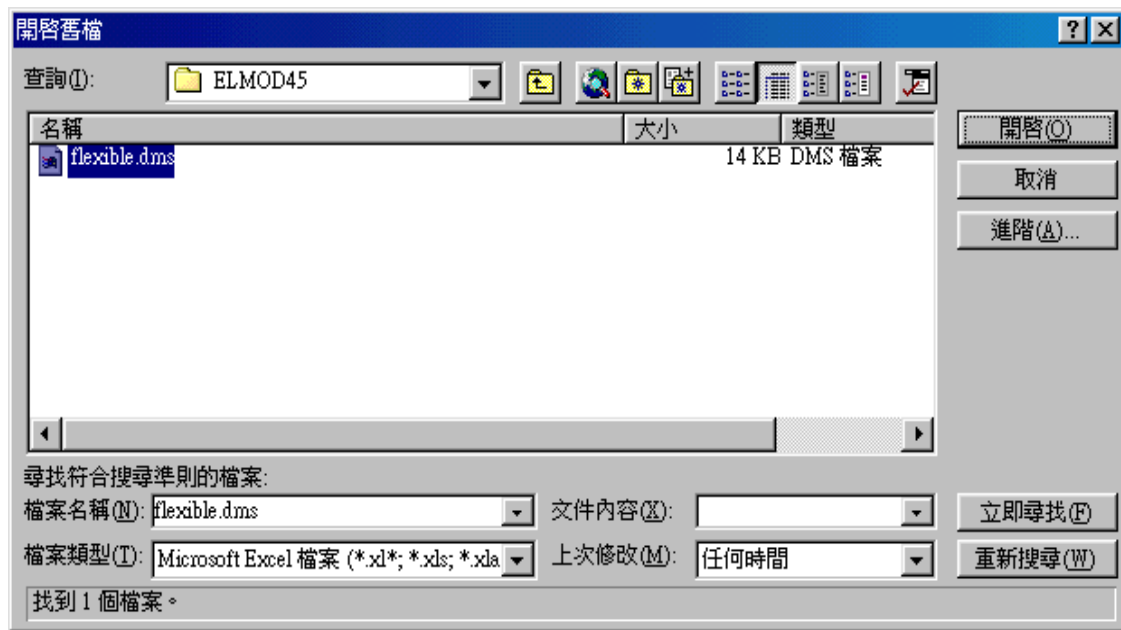 開啓舊檔
查詢(I): ELMOD45
名稱 大小 類型
flexible.dms 14 KB DMS 檔案
開啓(O)
取消
進階(A)...
尋找符合搜尋準則的檔案:
檔案名稱(N): flexible.dms 文件內容(X): 立即尋找(F)
檔案類型(T): Microsoft Excel 檔案 (*.xl*; *.xls; *.xla 上次修改(M): 任何時間 重新搜尋(W)
找到 1 個檔案。